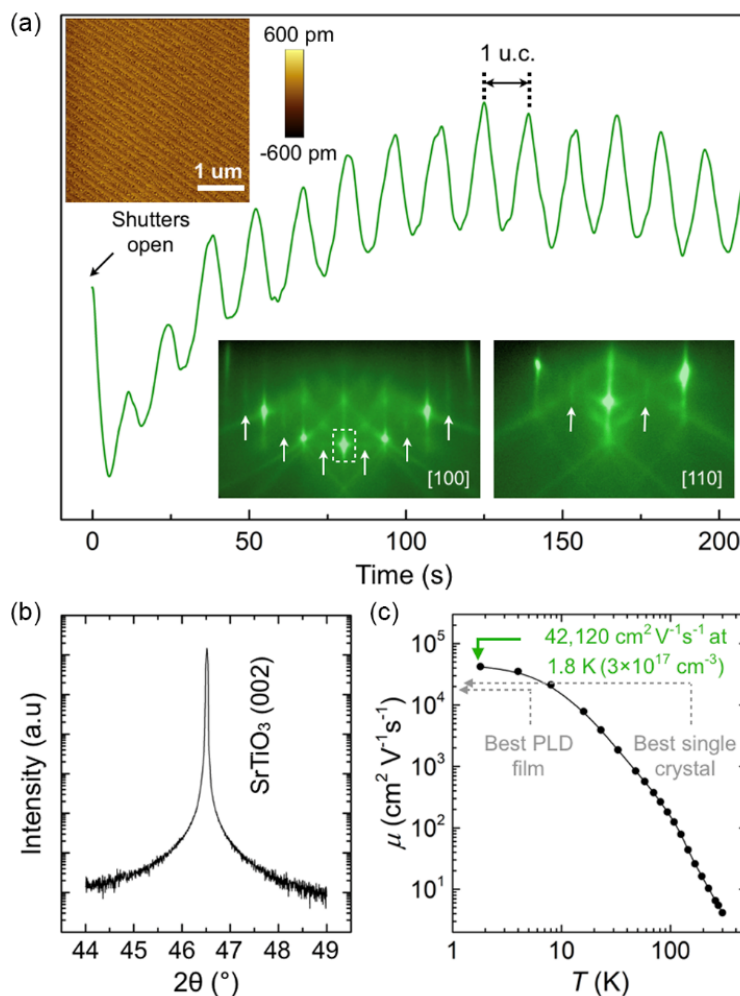 (a)
600 pm
-600 pm
1 um
1 u.c.
Shutters
open
[100]
[110]
0
50
100
150
200
Time (s)
(b)
Intensity (a.u)
SrTiO₃ (002)
44
45
46
47
48
49
2θ (°)
(c)
μ (cm² V⁻¹s⁻¹)
10⁵
10⁴
10³
10²
10¹
42,120 cm² V⁻¹s⁻¹ at
1.8 K (3×10¹⁷ cm⁻³)
Best PLD
film
Best single
crystal
1
10
100
T (K)